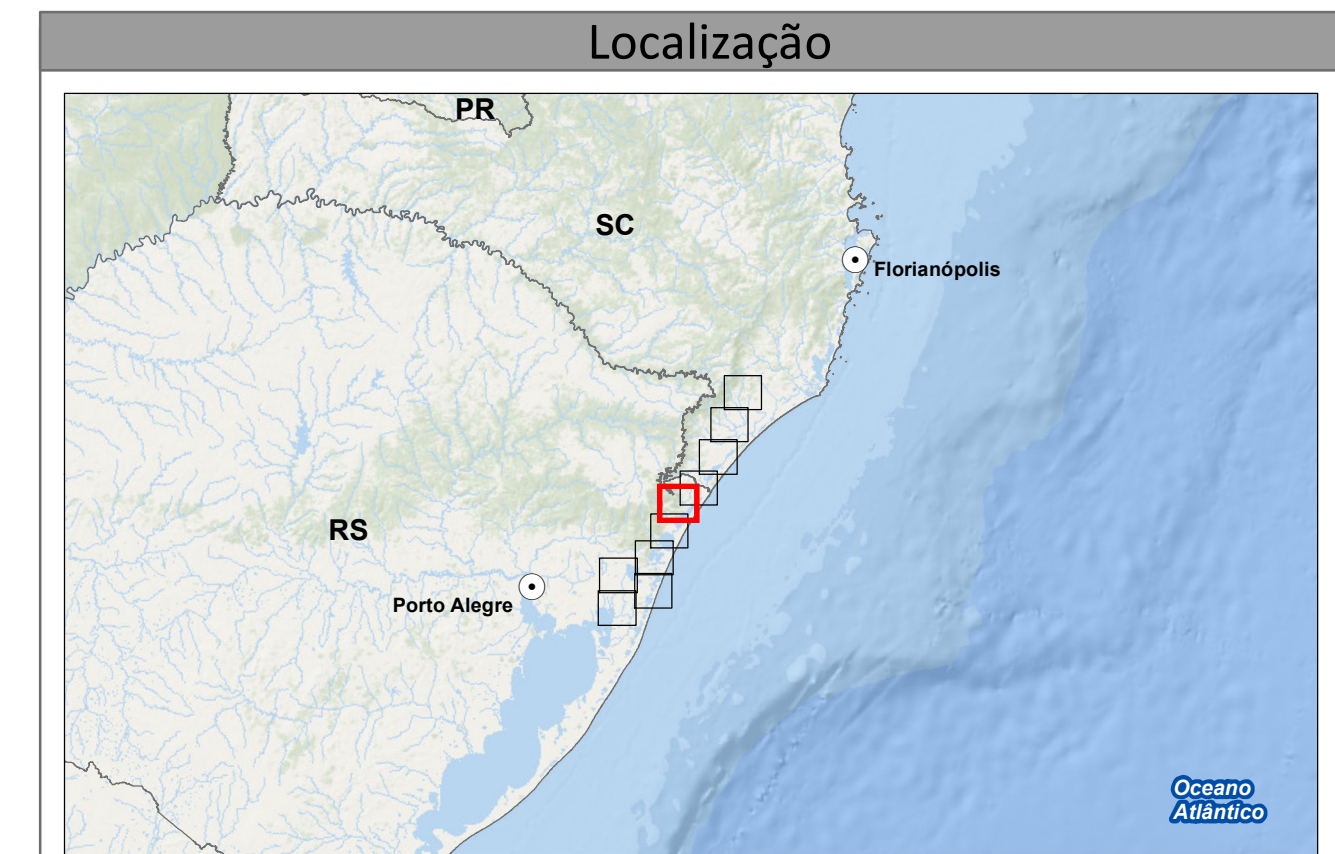 Localização
PR
SC
Florianópolis
RS
Porto Alegre
Oceano
Atlântico